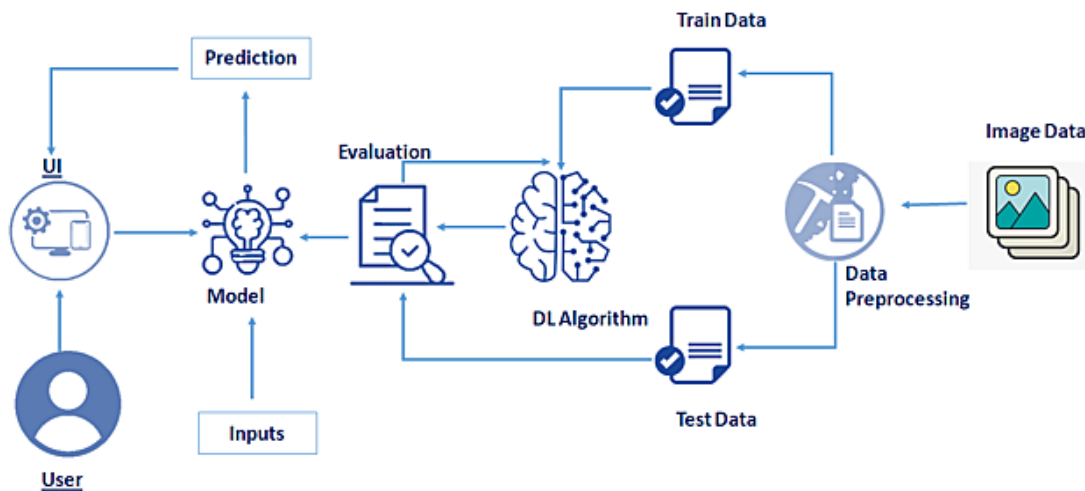 Train Data
Prediction
Image Data
Evaluation
UI
Data
Preprocessing
Model
DL Algorithm
Test Data
Inputs
User